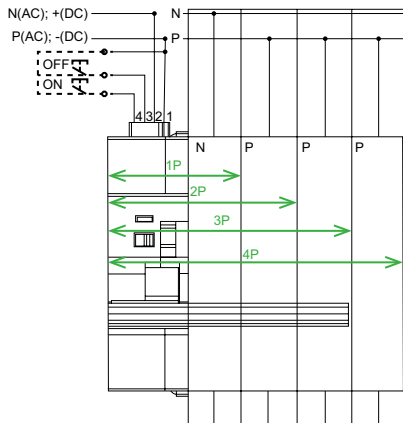 N(AC); +(DC) N
P(AC); -(DC) P
OFF
ON
4 3 2 1
N P P P
1P
2P
3P
4P